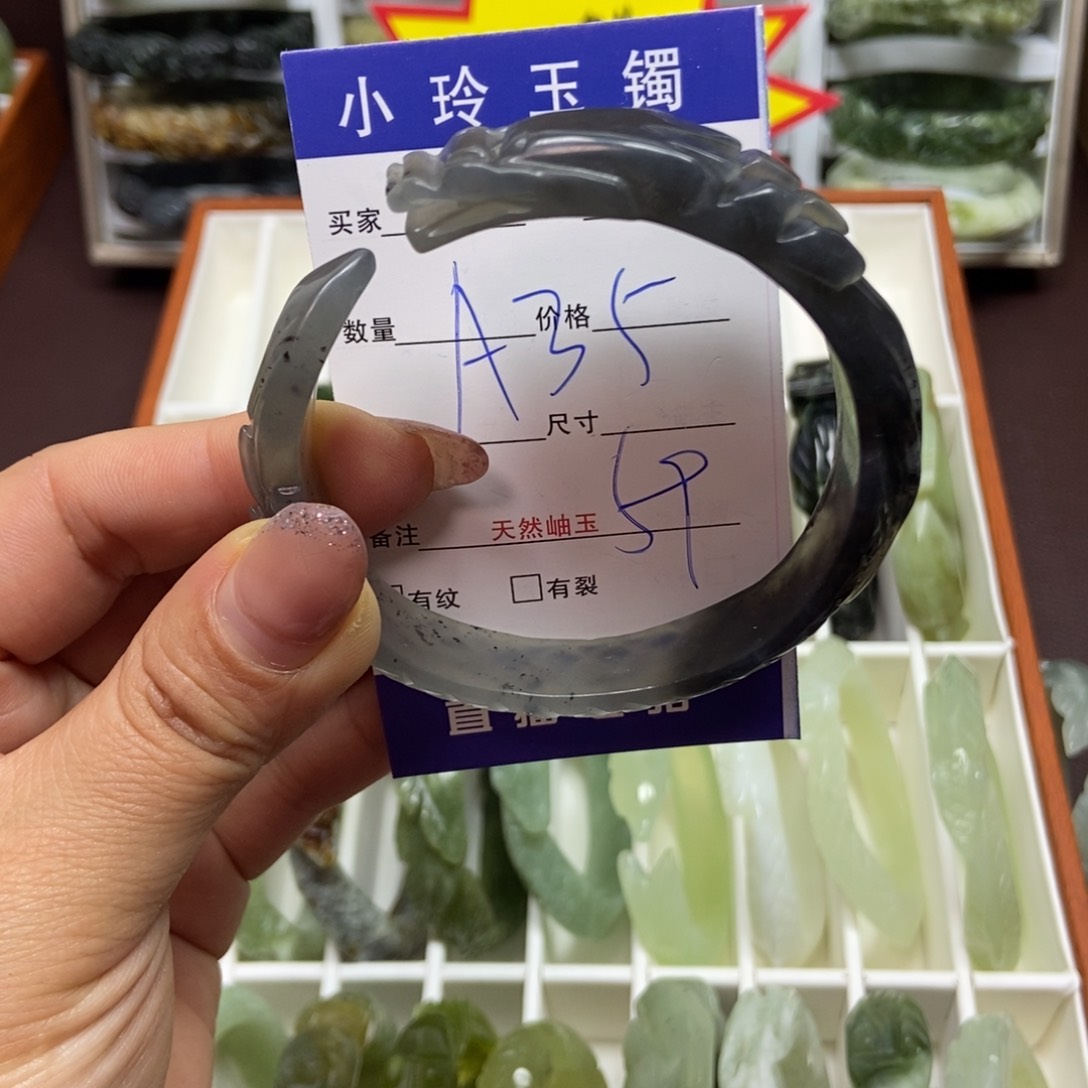 小玲玉镯
买家
数量 价格
A35
尺寸
59
备注 天然岫玉
有纹 有裂